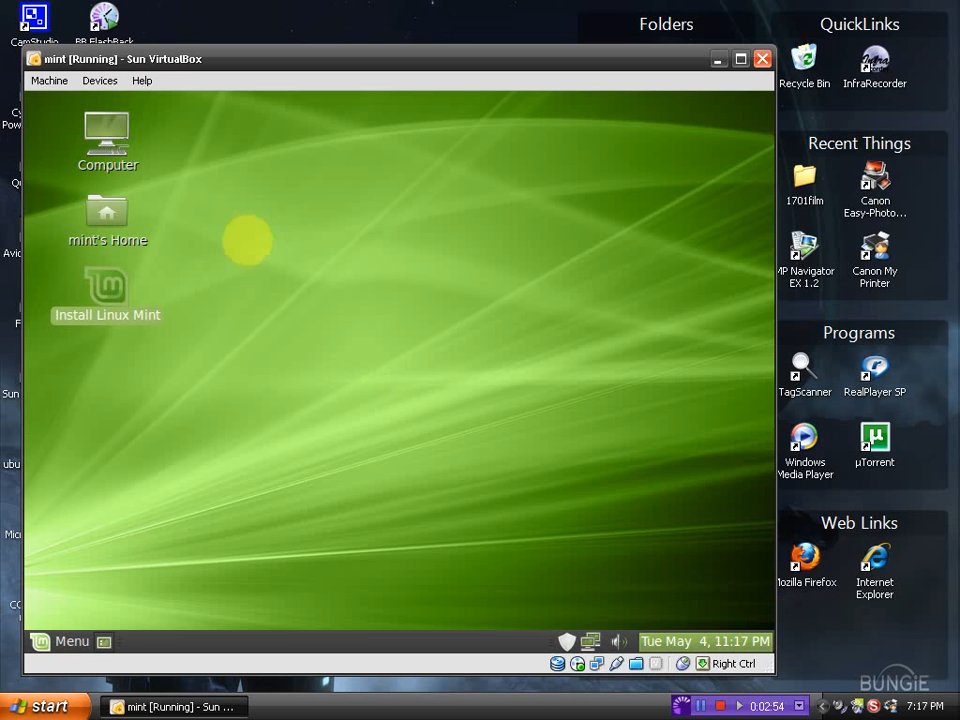 CamStudio
BB FlashBack
Folders
QuickLinks
mint [Running] - Sun VirtualBox
Machine
Devices
Help
Recycle Bin
InfraRecorder
Computer
Recent Things
mint's Home
1701film
Canon
Easy-Photo...
MP Navigator
EX 1.2
Canon My
Printer
Install Linux Mint
Programs
TagScanner
RealPlayer SP
Windows
Media Player
µTorrent
Sun
ubu
Web Links
Mozilla Firefox
Internet
Explorer
Menu
Tue May 4, 11:17 PM
Right Ctrl
BUNGIE
start
mint [Running] - Sun ...
0:02:54
7:17 PM